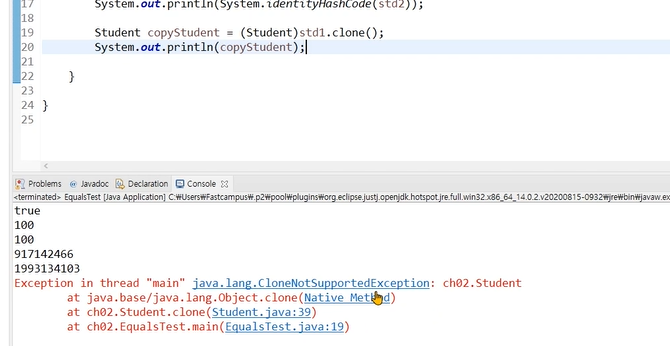 17 System.out.println(System.identityHashCode(std2));
18
19 Student copyStudent = (Student)std1.clone();
20 System.out.println(copyStudent);
21
22 }
23
24 }
25
Problems Javadoc Declaration Console
<terminated> EqualsTest [Java Application] C:₩Users₩Fastcampus₩.p2₩pool₩plugins₩org.eclipse.justj.openjdk.hotspot.jre.full.win32.x86_64_14.0.2.v20200815-0932₩jre₩bin₩javaw.ex
true
100
100
917142466
1993134103
Exception in thread "main" java.lang.CloneNotSupportedException: ch02.Student
at java.base/java.lang.Object.clone(Native Method)
at ch02.Student.clone(Student.java:39)
at ch02.EqualsTest.main(EqualsTest.java:19)